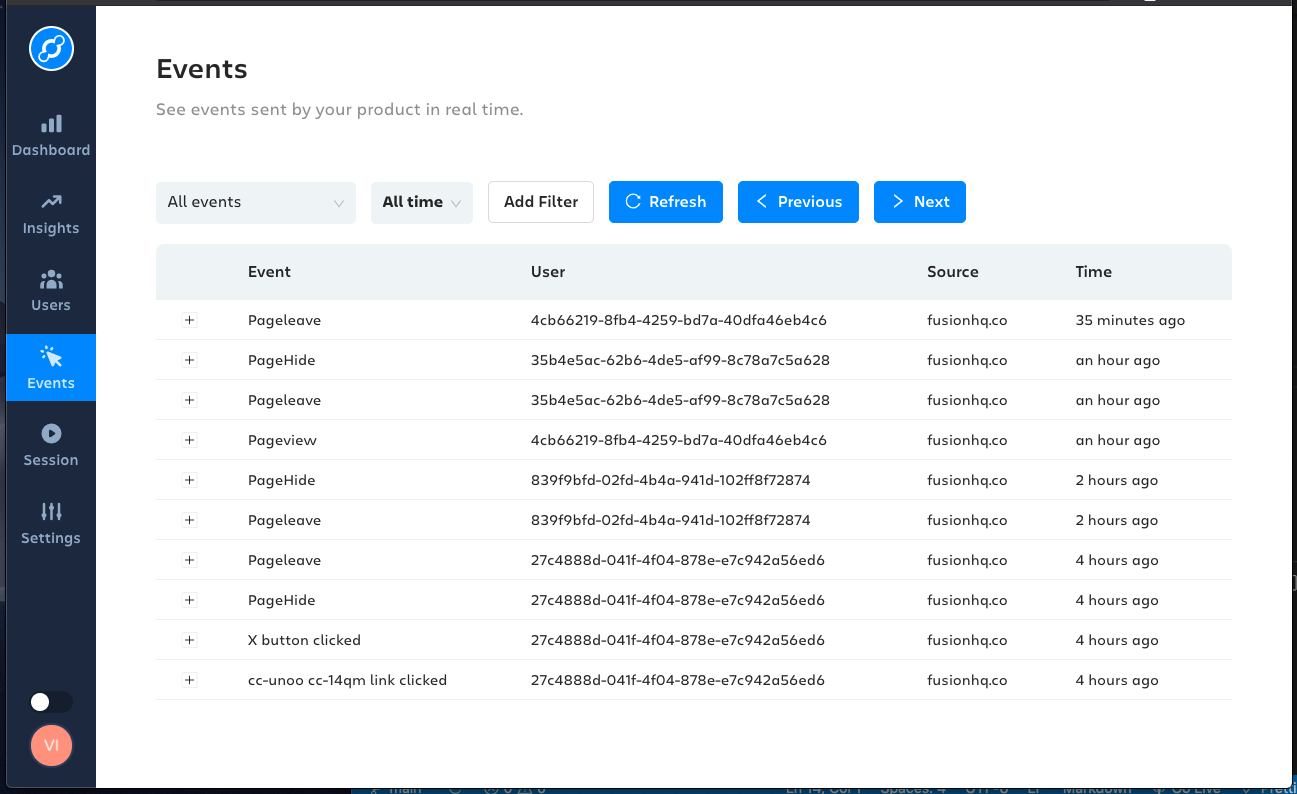 Events
See events sent by your product in real time.
Dashboard
Insights
Users
Events
Session
Settings
VI
All events All time Add Filter Refresh Previous Next
Event User Source Time
Pageleave 4cb66219-8fb4-4259-bd7a-40dfa46eb4c6 fusionhq.co 35 minutes ago
PageHide 35b4e5ac-62b6-4de5-af99-8c78a7c5a628 fusionhq.co an hour ago
Pageleave 35b4e5ac-62b6-4de5-af99-8c78a7c5a628 fusionhq.co an hour ago
Pageview 4cb66219-8fb4-4259-bd7a-40dfa46eb4c6 fusionhq.co an hour ago
PageHide 839f9bfd-02fd-4b4a-941d-102ff8f72874 fusionhq.co 2 hours ago
Pageleave 839f9bfd-02fd-4b4a-941d-102ff8f72874 fusionhq.co 2 hours ago
Pageleave 27c4888d-041f-4f04-878e-e7c942a56ed6 fusionhq.co 4 hours ago
PageHide 27c4888d-041f-4f04-878e-e7c942a56ed6 fusionhq.co 4 hours ago
X button clicked 27c4888d-041f-4f04-878e-e7c942a56ed6 fusionhq.co 4 hours ago
cc-unoo cc-14qm link clicked 27c4888d-041f-4f04-878e-e7c942a56ed6 fusionhq.co 4 hours ago